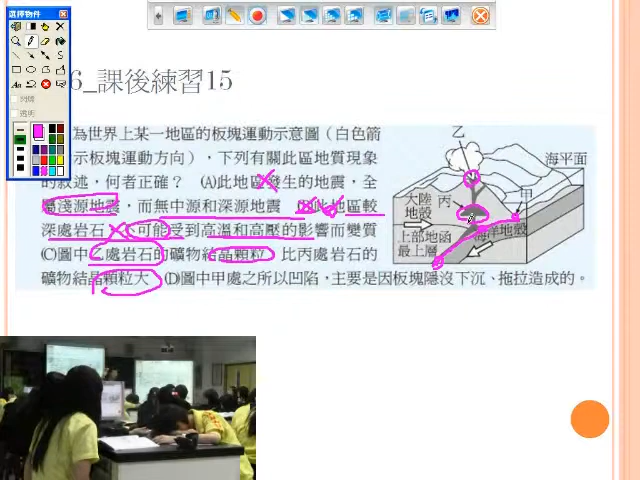 選擇物件
6_課後練習15
為世界上某一地區的板塊運動示意圖(白色箭
示板塊運動方向),下列有關此區地質現象
的敘述,何者正確? (A)此地區發生的地震,全
屬淺源地震,而無中源和深源地震 地區較
深處岩石 不可能受到高溫和高壓的影響而變質
(C)圖中乙處岩石的礦物結晶顆粒,比丙處岩石的
礦物結晶顆粒大 (D)圖中甲處之所以凹陷,主要是因板塊隱沒下沉、拖拉造成的。
乙
海平面
甲
大陸 丙
地殼
上部地函 海洋地殼
最上層